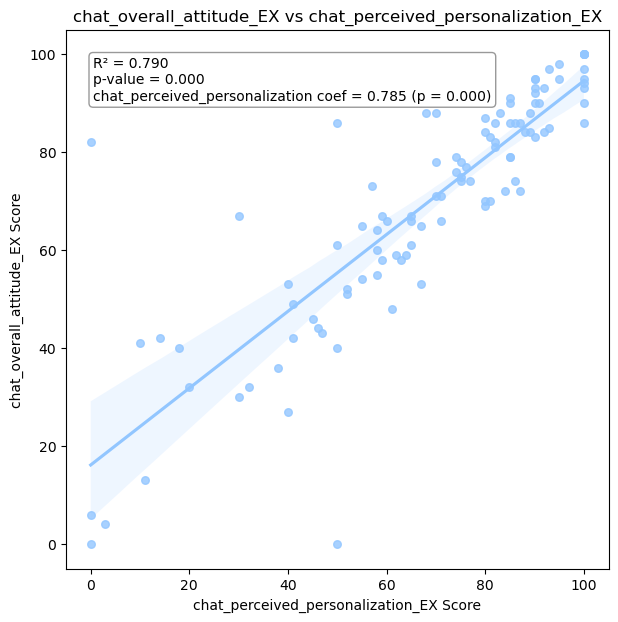 chat_overall_attitude_EX vs chat_perceived_personalization_EX
R² = 0.790
p-value = 0.000
chat_perceived_personalization coef = 0.785 (p = 0.000)
100
80
60
40
20
0
chat_overall_attitude_EX Score
0 20 40 60 80 100
chat_perceived_personalization_EX Score